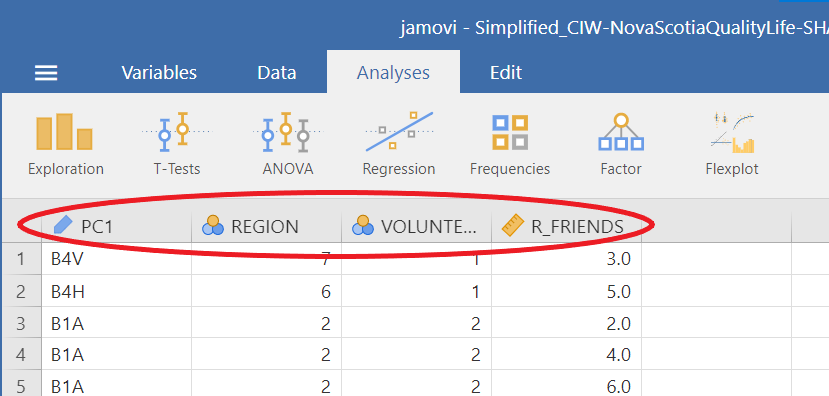 jamovi - Simplified_CIW-NovaScotiaQualityLife-SHA
Variables Data Analyses Edit
Exploration T-Tests ANOVA Regression Frequencies Factor Flexplot
PC1 REGION VOLUNTE... R_FRIENDS
1 B4V 7 1 3.0
2 B4H 6 1 5.0
3 B1A 2 2 2.0
4 B1A 2 2 4.0
5 B1A 2 2 6.0